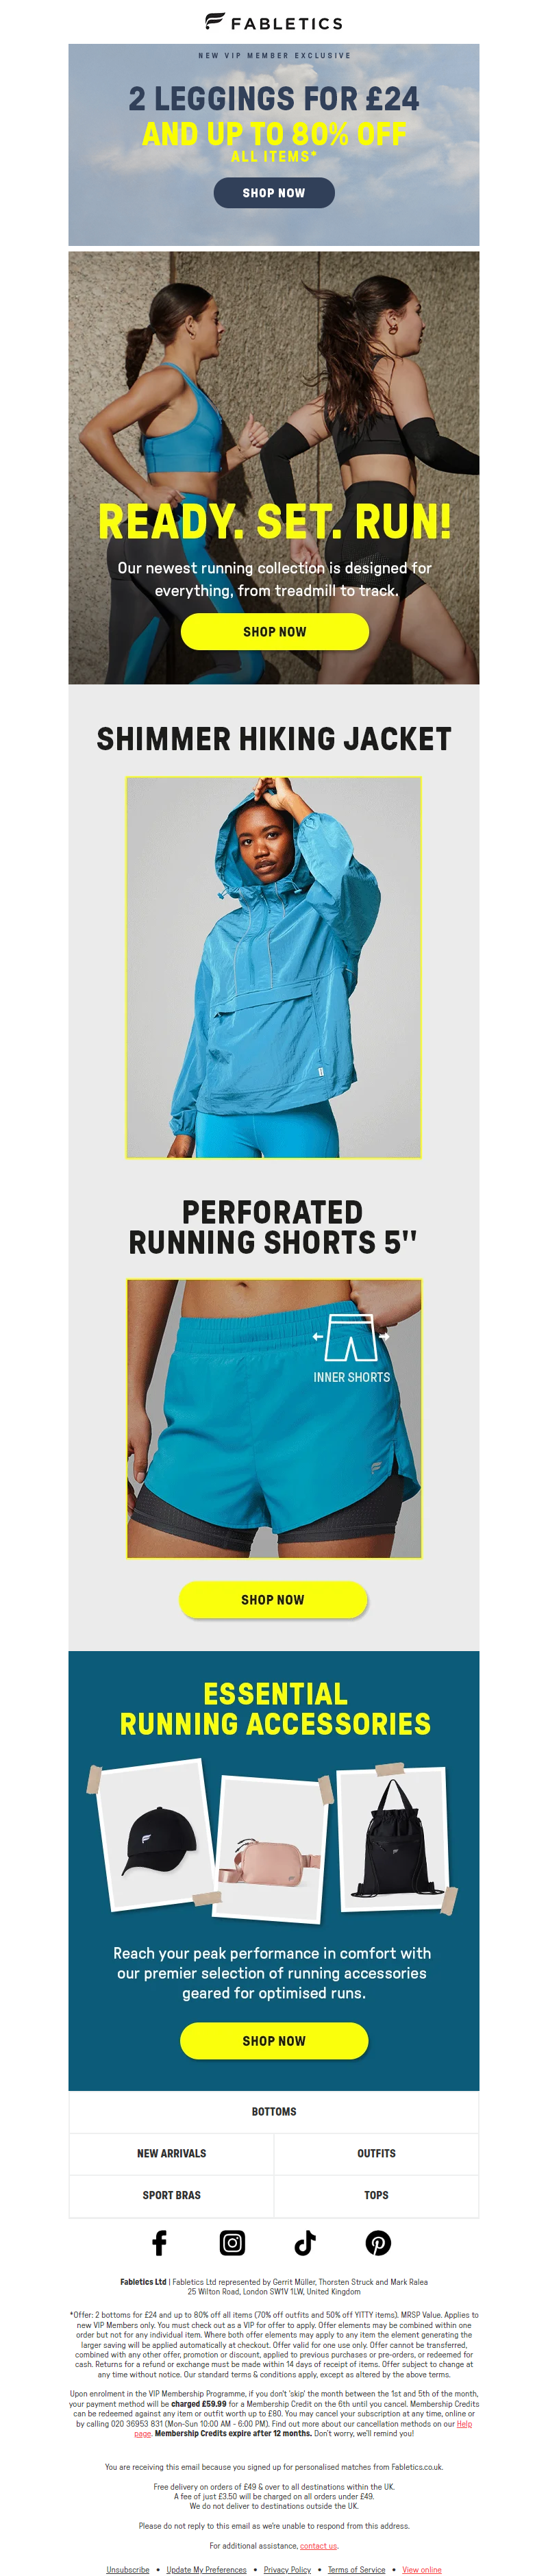 FABLETICS
NEW VIP MEMBER EXCLUSIVE
2 LEGGINGS FOR £24
AND UP TO 80% OFF
ALL ITEMS*
SHOP NOW
READY. SET. RUN!
Our newest running collection is designed for
everything, from treadmill to track.
SHOP NOW
SHIMMER HIKING JACKET
PERFORATED
RUNNING SHORTS 5"
INNER SHORTS
SHOP NOW
ESSENTIAL
RUNNING ACCESSORIES
Reach your peak performance in comfort with
our premier selection of running accessories
geared for optimised runs.
SHOP NOW
BOTTOMS
NEW ARRIVALS
OUTFITS
SPORT BRAS
TOPS
Fabletics Ltd | Fabletics Ltd represented by Gerrit Müller, Thorsten Struck and Mark Ralea
25 Wilton Road, London SW1V 1LW, United Kingdom
*Offer: 2 bottoms for £24 and up to 80% off all items (70% off outfits and 50% off YITTY items). MRSP Value. Applies to
new VIP Members only. You must check out as a VIP for offer to apply. Offer elements may be combined within one
order but not for any individual item. Where both offer elements may apply to any item the element generating the
larger saving will be applied automatically at checkout. Offer valid for one use only. Offer cannot be transferred,
combined with any other offer, promotion or discount, applied to previous purchases or pre-orders, or redeemed for
cash. Returns for a refund or exchange must be made within 14 days of receipt of items. Offer subject to change at
any time without notice. Our standard terms & conditions apply, except as altered by the above terms.
Upon enrolment in the VIP Membership Programme, if you don't 'skip' the month between the 1st and 5th of the month,
your payment method will be charged £59.99 for a Membership Credit on the 6th until you cancel. Membership Credits
can be redeemed against any item or outfit worth up to £80. You may cancel your subscription at any time, online or
by calling 020 36953 831 (Mon-Sun 10:00 AM - 6:00 PM). Find out more about our cancellation methods on our Help
page. Membership Credits expire after 12 months. Don't worry, we'll remind you!
You are receiving this email because you signed up for personalised matches from Fabletics.co.uk.
Free delivery on orders of £49 & over to all destinations within the UK.
A fee of just £3.50 will be charged on all orders under £49.
We do not deliver to destinations outside the UK.
Please do not reply to this email as we're unable to respond from this address.
For additional assistance, contact us.
Unsubscribe • Update My Preferences • Privacy Policy • Terms of Service • View online